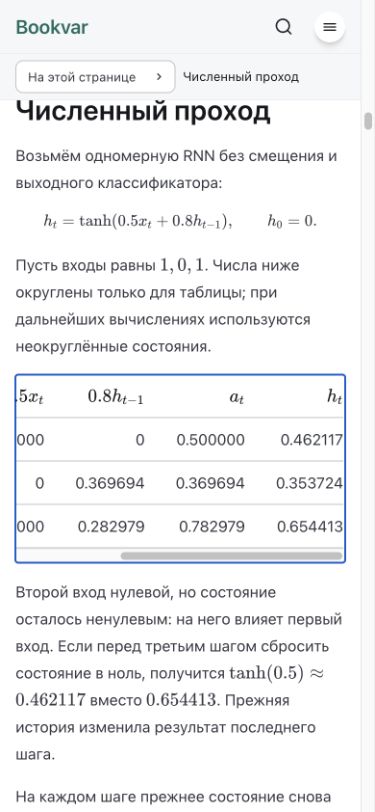 Bookvar
На этой странице
Численный проход
Численный проход
Возьмём одномерную RNN без смещения и
выходного классификатора:
h_t = tanh(0.5x_t + 0.8h_{t−1}), h_0 = 0.
Пусть входы равны 1, 0, 1. Числа ниже
округлены только для таблицы; при
дальнейших вычислениях используются
неокруглённые состояния.
.5x_t 0.8h_{t−1} a_t h_t
000 0 0.500000 0.462117
0 0.369694 0.369694 0.353724
000 0.282979 0.782979 0.654413
Второй вход нулевой, но состояние
осталось ненулевым: на него влияет первый
вход. Если перед третьим шагом сбросить
состояние в ноль, получится tanh(0.5) ≈
0.462117 вместо 0.654413. Прежняя
история изменила результат последнего
шага.
На каждом шаге прежнее состояние снова